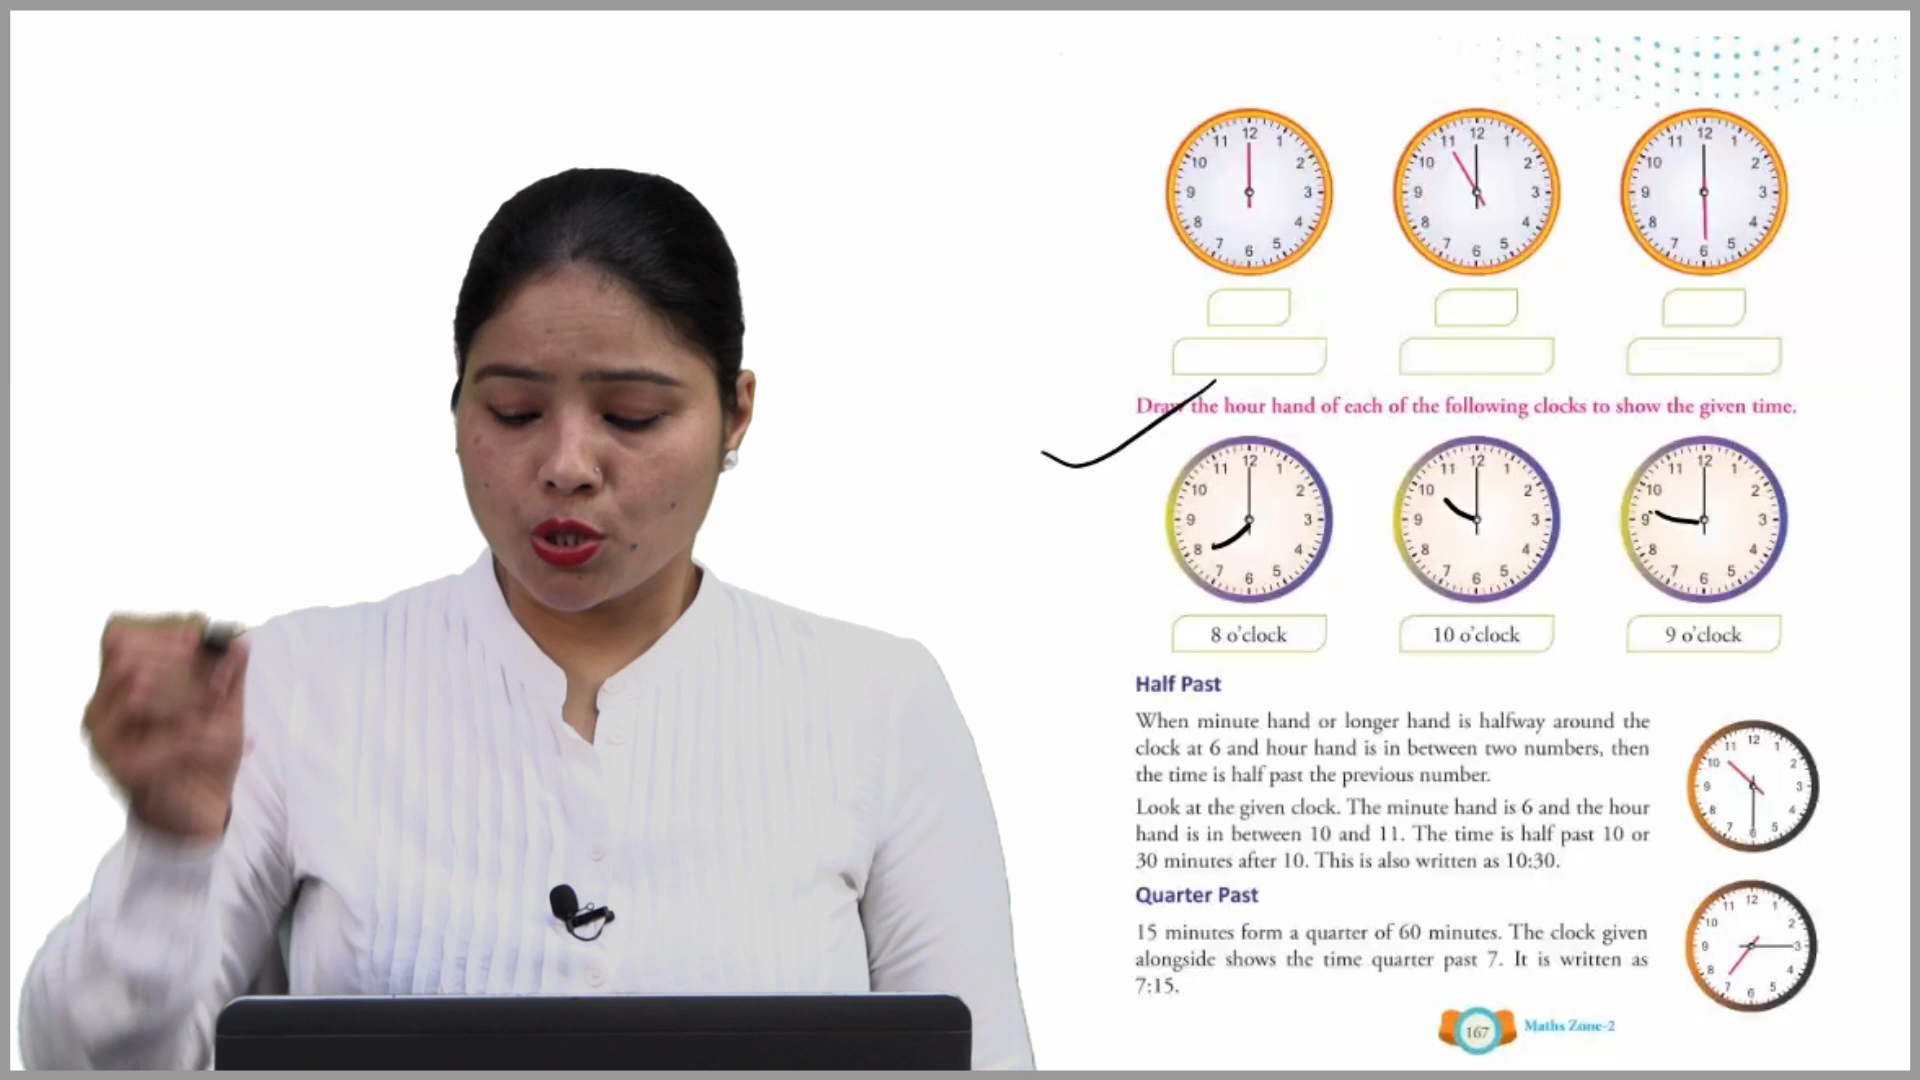 Draw the hour hand of each of the following clocks to show the given time.
8 o'clock
10 o'clock
9 o'clock
Half Past
When minute hand or longer hand is halfway around the
clock at 6 and hour hand is in between two numbers, then
the time is half past the previous number.
Look at the given clock. The minute hand is 6 and the hour
hand is in between 10 and 11. The time is half past 10 or
30 minutes after 10. This is also written as 10:30.
Quarter Past
15 minutes form a quarter of 60 minutes. The clock given
alongside shows the time quarter past 7. It is written as
7:15.
167
Maths Zone-2